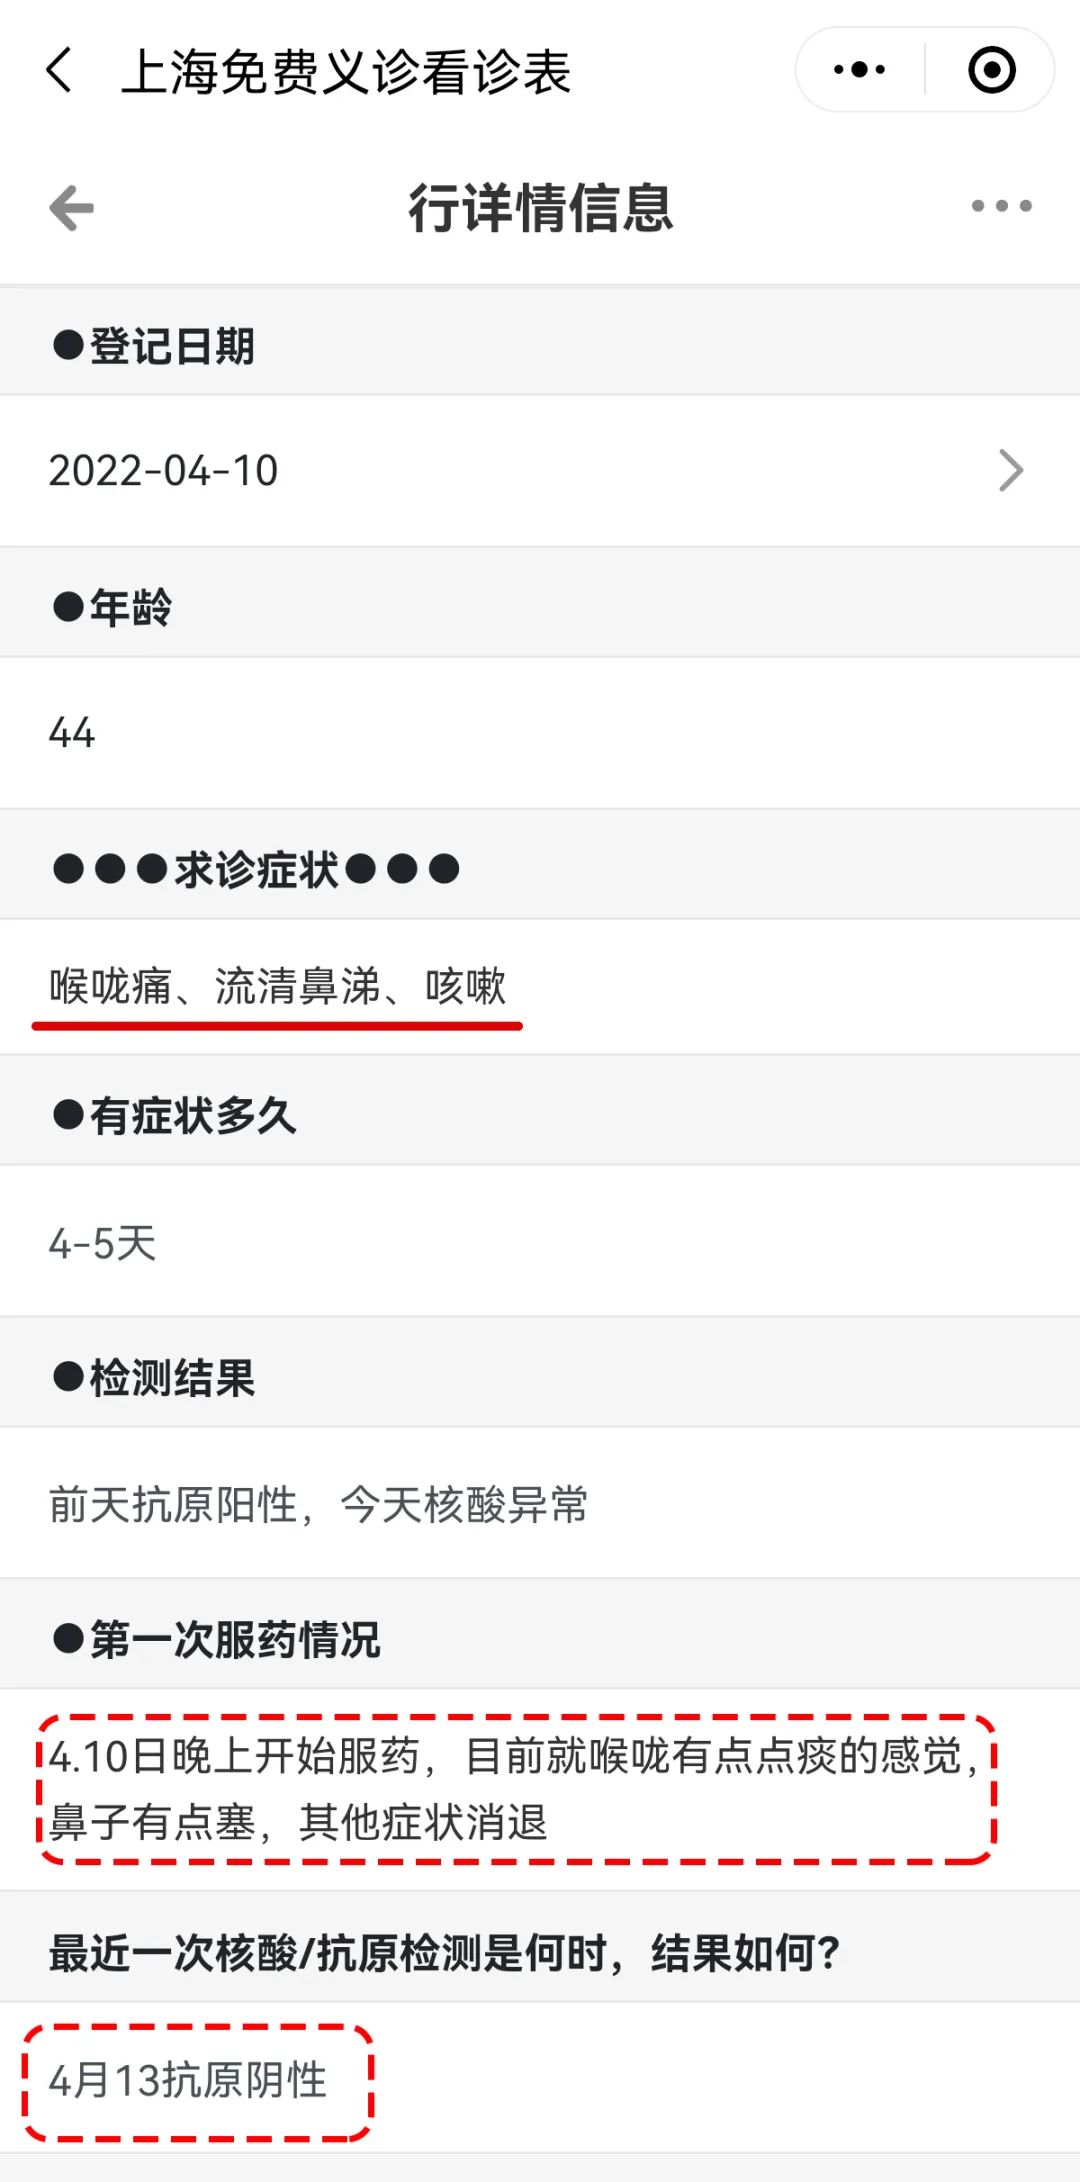 上海免费义诊看诊表
行详情信息
●登记日期
2022-04-10
●年龄
44
●●●求诊症状●●●
喉咙痛、流清鼻涕、咳嗽
●有症状多久
4-5天
●检测结果
前天抗原阳性，今天核酸异常
●第一次服药情况
4.10日晚上开始服药，目前就喉咙有点点痰的感觉，
鼻子有点塞，其他症状消退
最近一次核酸/抗原检测是何时，结果如何?
4月13抗原阴性